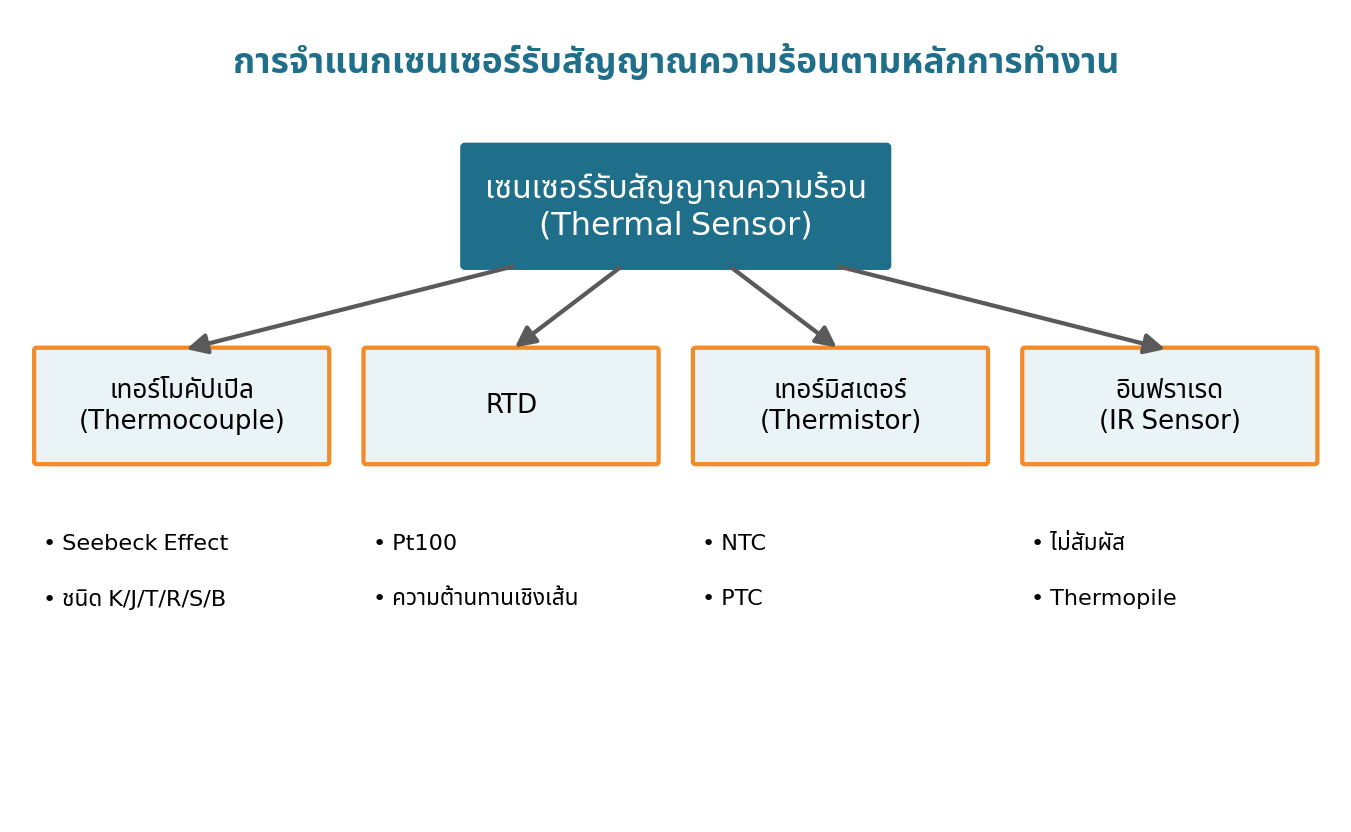 การจำแนกเซนเซอร์รับสัญญาณความร้อนตามหลักการทำงาน
เซนเซอร์รับสัญญาณความร้อน
(Thermal Sensor)
เทอร์โมคัปเปิล
(Thermocouple)
RTD
เทอร์มิสเตอร์
(Thermistor)
อินฟราเรด
(IR Sensor)
• Seebeck Effect
• ชนิด K/J/T/R/S/B
• Pt100
• ความต้านทานเชิงเส้น
• NTC
• PTC
• ไม่สัมผัส
• Thermopile